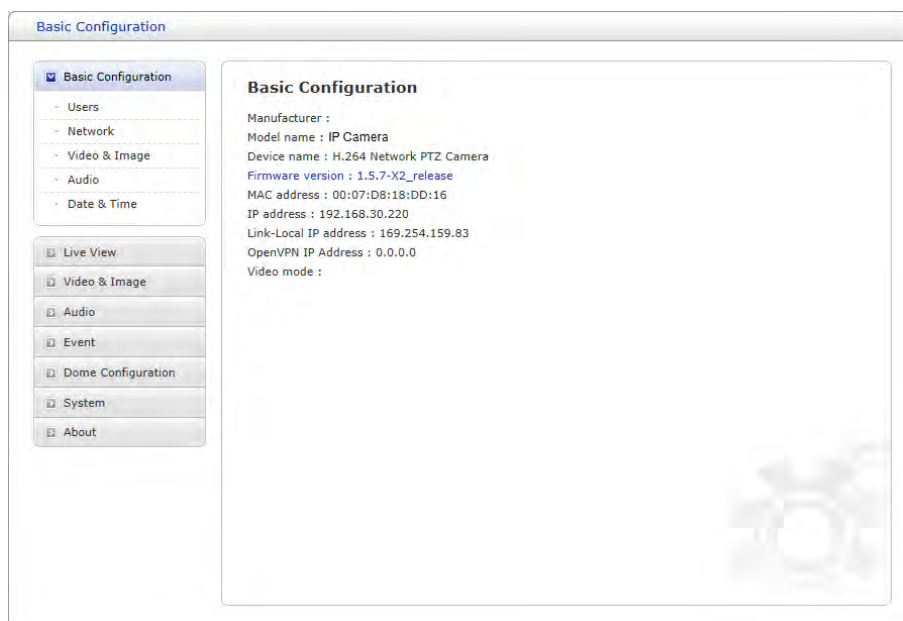 Basic Configuration
Basic Configuration
Users
Network
Video & Image
Audio
Date & Time
Live View
Video & Image
Audio
Event
Dome Configuration
System
About
Basic Configuration
Manufacturer :
Model name : IP Camera
Device name : H.264 Network PTZ Camera
Firmware version : 1.5.7-X2_release
MAC address : 00:07:D8:18:DD:16
IP address : 192.168.30.220
Link-Local IP address : 169.254.159.83
OpenVPN IP Address : 0.0.0.0
Video mode :